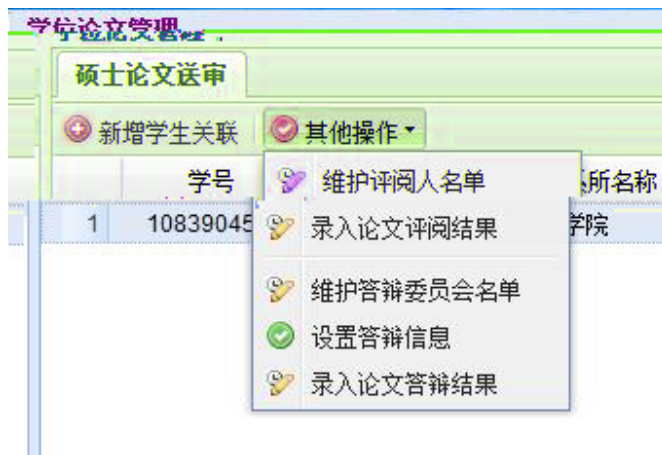 学位论文管理
硕士论文送审
新增学生关联 其他操作
学号 所名称
维护评阅人名单
1 10839045 学院
录入论文评阅结果
维护答辩委员会名单
设置答辩信息
录入论文答辩结果